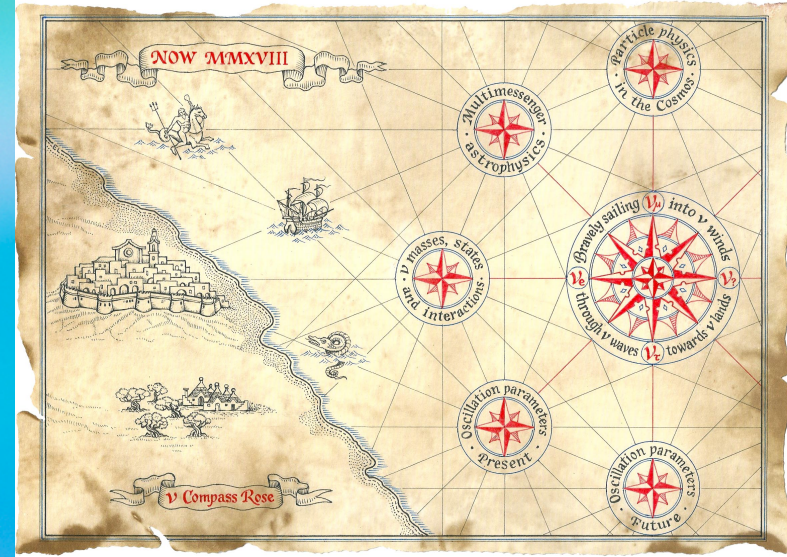 NOW MMXVIII
Particle physics
in the Cosmos
Multimessenger
astrophysics
ν masses, states
and interactions
Bravely sailing νμ into ν winds
νe ν?
through ν waves ντ towards ν lands
Oscillation parameters
Present
Oscillation parameters
Future
ν Compass Rose